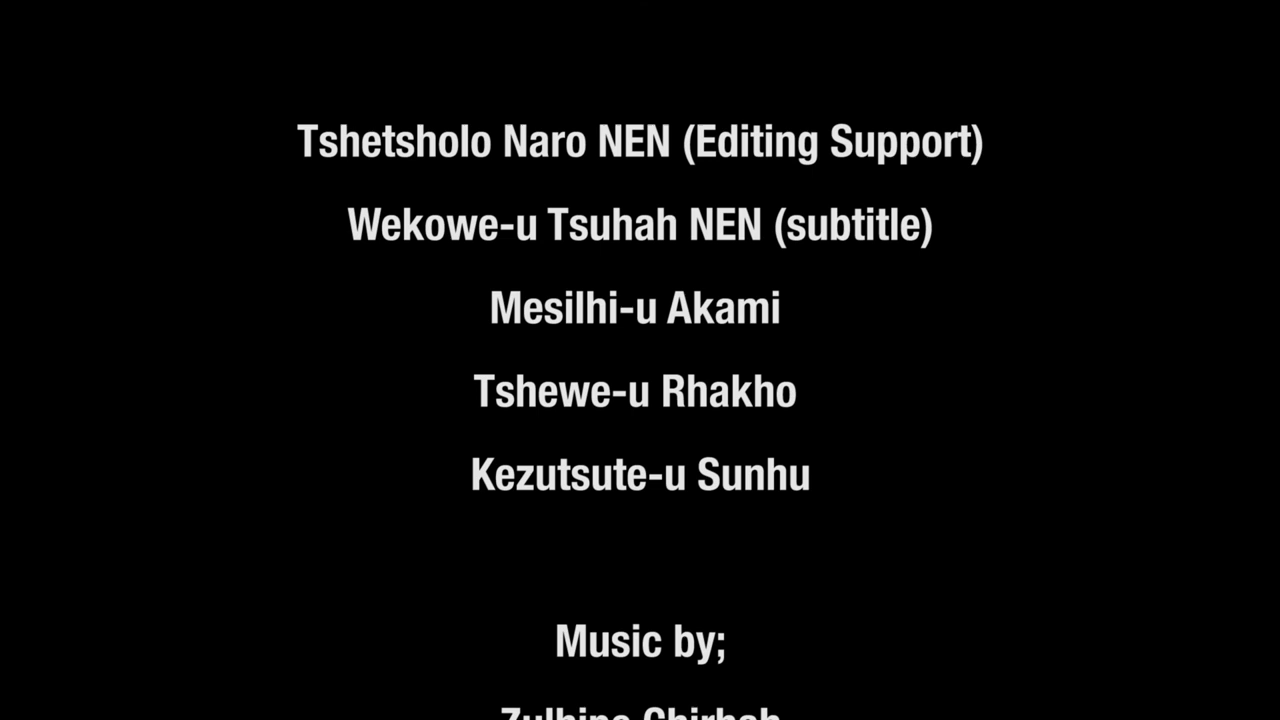 Tshetsholo Naro NEN (Editing Support)
Wekowe-u Tsuhah NEN (subtitle)
Mesilhi-u Akami
Tshewe-u Rhakho
Kezutsute-u Sunhu
Music by;